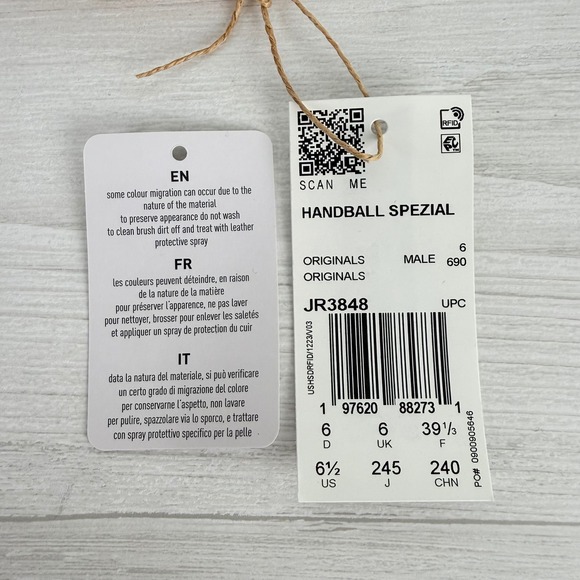 EN
some colour migration can occur due to the
nature of the material
to preserve appearance do not wash
to clean brush dirt off and treat with leather
protective spray
FR
les couleurs peuvent déteindre, en raison
de la nature de la matière
pour préserver l'apparence, ne pas laver
pour nettoyer, brosser pour enlever les saletés
et appliquer un spray de protection du cuir
IT
data la natura del materiale, si può verificare
un certo grado di migrazione del colore
per conservarne l'aspetto, non lavare
per pulire, spazzolare via lo sporco, e trattare
con spray protettivo specifico per la pelle
RFID
SCAN ME
HANDBALL SPEZIAL
6
ORIGINALS MALE 690
ORIGINALS
JR3848 UPC
USHSDRFID/1223/V03
1 97620 88273 1
6 6 39 1/3
D UK F
6½ 245 240
US J CHN
PO# 0900905646